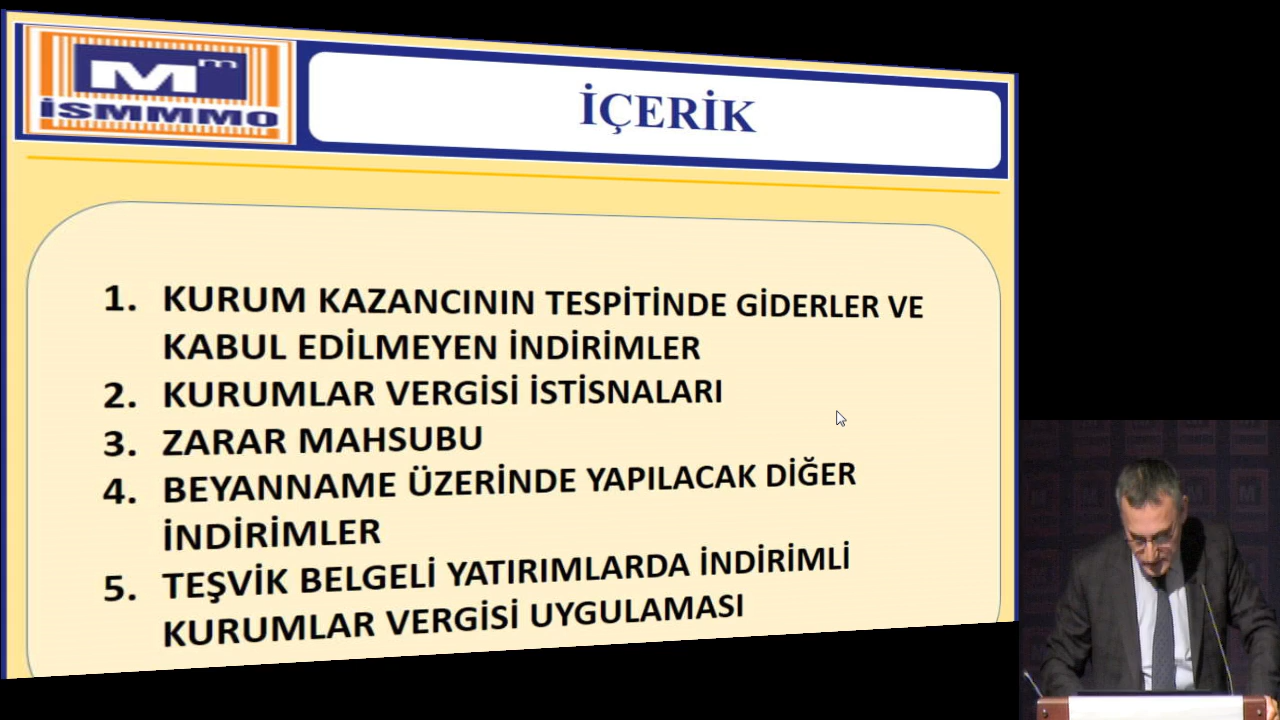 Mm
İSMMMO
İÇERİK
1. KURUM KAZANCININ TESPİTİNDE GİDERLER VE
KABUL EDİLMEYEN İNDİRİMLER
2. KURUMLAR VERGİSİ İSTİSNALARI
3. ZARAR MAHSUBU
4. BEYANNAME ÜZERİNDE YAPILACAK DİĞER
İNDİRİMLER
5. TEŞVİK BELGELİ YATIRIMLARDA İNDİRİMLİ
KURUMLAR VERGİSİ UYGULAMASI